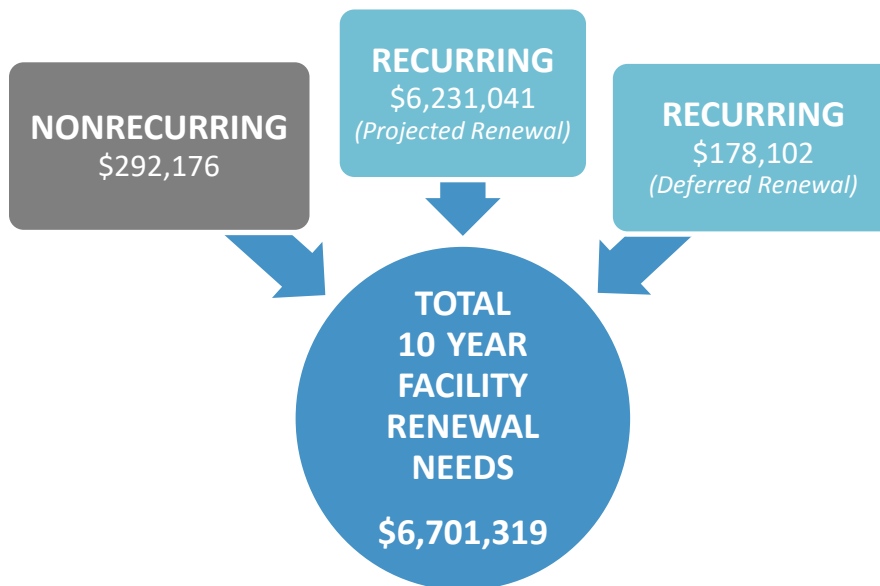 NONRECURRING
$292,176
RECURRING
$6,231,041
(Projected Renewal)
RECURRING
$178,102
(Deferred Renewal)
TOTAL
10 YEAR
FACILITY
RENEWAL
NEEDS
$6,701,319